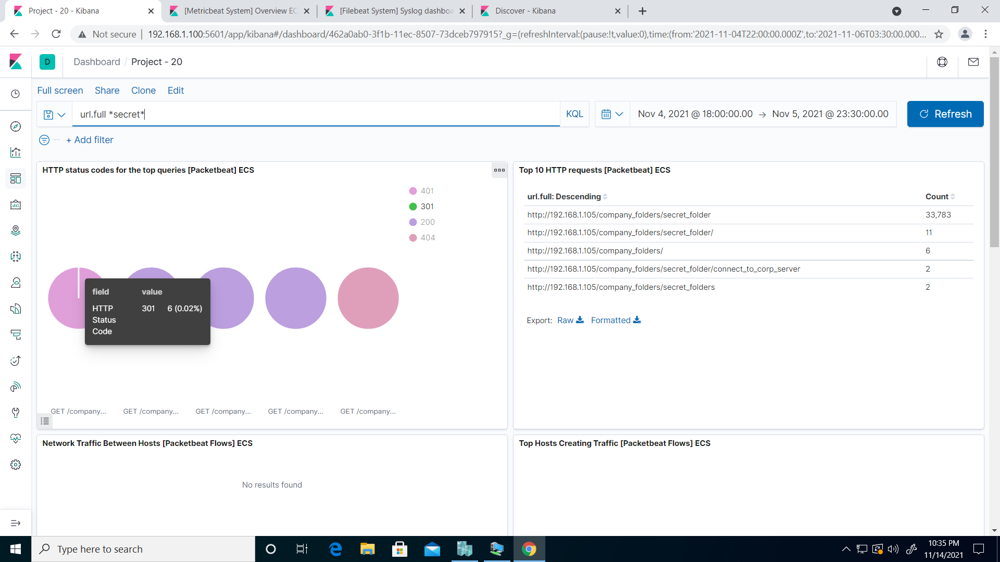 Project - 20 - Kibana
[Metricbeat System] Overview EC
[Filebeat System] Syslog dashboa
Discover - Kibana
Not secure
192.168.1.100:5601/app/kibana#/dashboard/462a0ab0-3f1b-11ec-8507-73dceb797915?_g=(refreshInterval:(pause:!t,value:0),time:(from:'2021-11-04T22:00:00.000Z',to:'2021-11-06T03:30:00.000...
D
Dashboard / Project - 20
Full screen Share Clone Edit
url.full *secret*
KQL
Nov 4, 2021 @ 18:00:00.00 → Nov 5, 2021 @ 23:30:00.00
Refresh
+ Add filter
HTTP status codes for the top queries [Packetbeat] ECS
401
301
200
404
field value
HTTP Status Code 301 6 (0.02%)
GET /company...
GET /company...
GET /company...
GET /company...
GET /company...
Top 10 HTTP requests [Packetbeat] ECS
url.full: Descending Count
http://192.168.1.105/company_folders/secret_folder 33,783
http://192.168.1.105/company_folders/secret_folder/ 11
http://192.168.1.105/company_folders/ 6
http://192.168.1.105/company_folders/secret_folder/connect_to_corp_server 2
http://192.168.1.105/company_folders/secret_folders 2
Export: Raw Formatted
Network Traffic Between Hosts [Packetbeat Flows] ECS
No results found
Top Hosts Creating Traffic [Packetbeat Flows] ECS
Type here to search
10:35 PM
11/14/2021